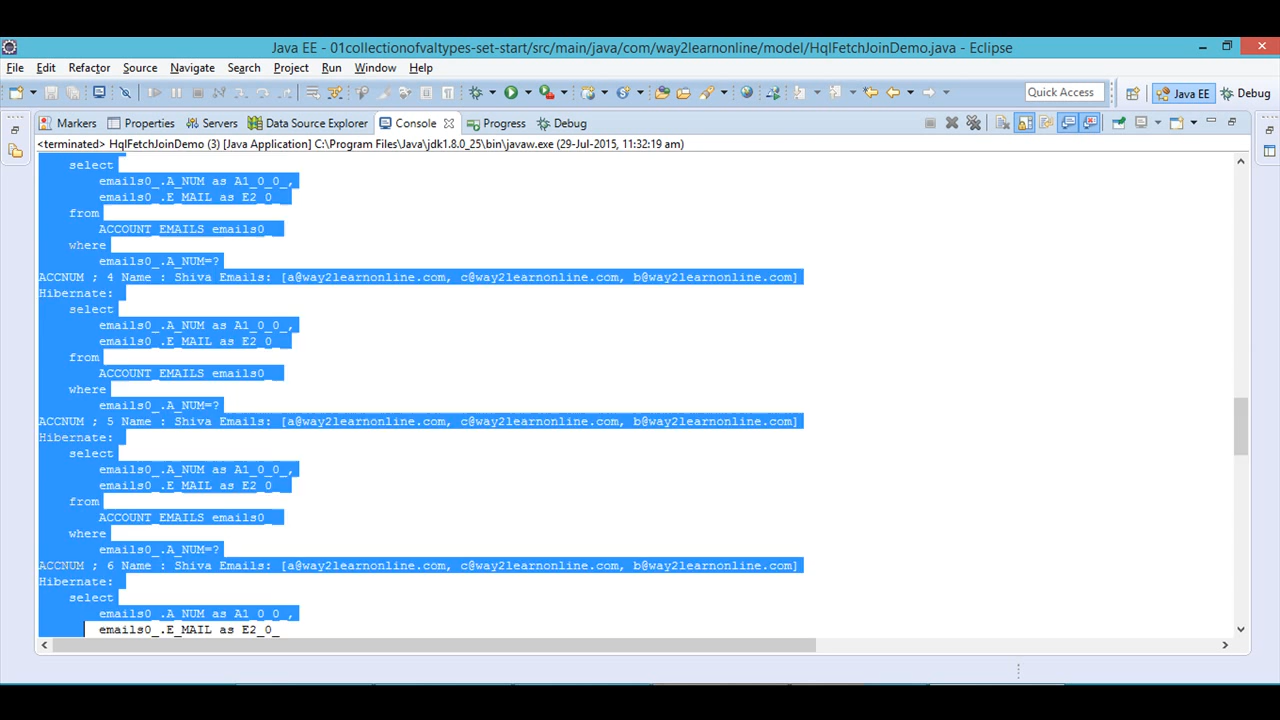 Java EE - 01collectionofvaltypes-set-start/src/main/java/com/way2learnonline/model/HqlFetchJoinDemo.java - Eclipse
File Edit Refactor Source Navigate Search Project Run Window Help
Quick Access Java EE Debug
Markers Properties Servers Data Source Explorer Console Progress Debug
<terminated> HqlFetchJoinDemo (3) [Java Application] C:\Program Files\Java\jdk1.8.0_25\bin\javaw.exe (29-Jul-2015, 11:32:19 am)
select
emails0_.A_NUM as A1_0_0_,
emails0_.E_MAIL as E2_0_
from
ACCOUNT_EMAILS emails0_
where
emails0_.A_NUM=?
ACCNUM ; 4 Name : Shiva Emails: [a@way2learnonline.com, c@way2learnonline.com, b@way2learnonline.com]
Hibernate:
select
emails0_.A_NUM as A1_0_0_,
emails0_.E_MAIL as E2_0_
from
ACCOUNT_EMAILS emails0_
where
emails0_.A_NUM=?
ACCNUM ; 5 Name : Shiva Emails: [a@way2learnonline.com, c@way2learnonline.com, b@way2learnonline.com]
Hibernate:
select
emails0_.A_NUM as A1_0_0_,
emails0_.E_MAIL as E2_0_
from
ACCOUNT_EMAILS emails0_
where
emails0_.A_NUM=?
ACCNUM ; 6 Name : Shiva Emails: [a@way2learnonline.com, c@way2learnonline.com, b@way2learnonline.com]
Hibernate:
select
emails0_.A_NUM as A1_0_0_,
emails0_.E_MAIL as E2_0_